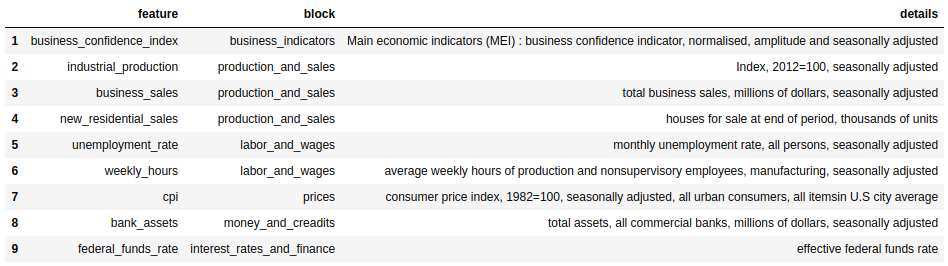 feature block details
1 business_confidence_index business_indicators Main economic indicators (MEI) : business confidence indicator, normalised, amplitude and seasonally adjusted
2 industrial_production production_and_sales Index, 2012=100, seasonally adjusted
3 business_sales production_and_sales total business sales, millions of dollars, seasonally adjusted
4 new_residential_sales production_and_sales houses for sale at end of period, thousands of units
5 unemployment_rate labor_and_wages monthly unemployment rate, all persons, seasonally adjusted
6 weekly_hours labor_and_wages average weekly hours of production and nonsupervisory employees, manufacturing, seasonally adjusted
7 cpi prices consumer price index, 1982=100, seasonally adjusted, all urban consumers, all itemsin U.S city average
8 bank_assets money_and_creadits total assets, all commercial banks, millions of dollars, seasonally adjusted
9 federal_funds_rate interest_rates_and_finance effective federal funds rate